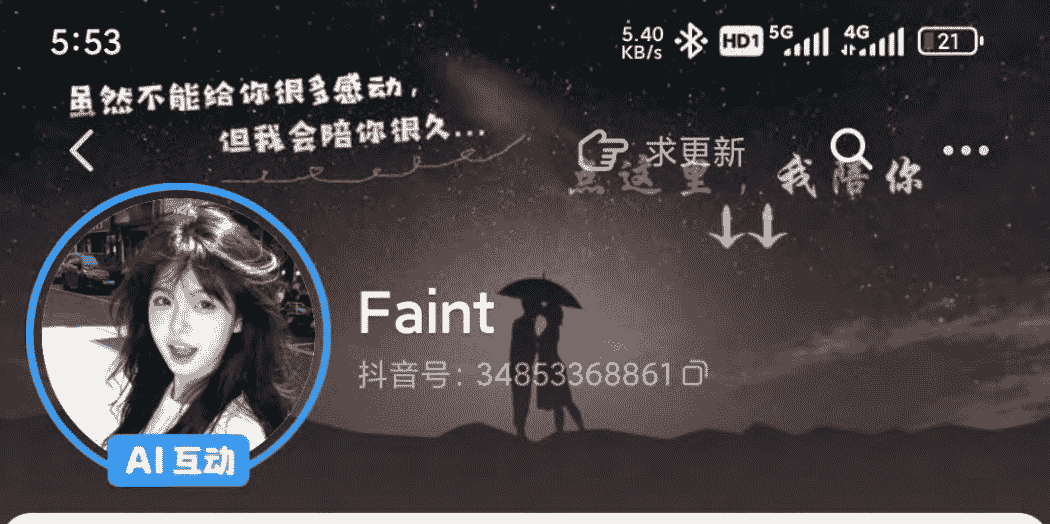 5:53
5.40 KB/s HD1 5G 4G 21
虽然不能给你很多感动，
但我会陪你很久...
求更新
点这里，我陪你
Faint
抖音号：34853368861
AI 互动